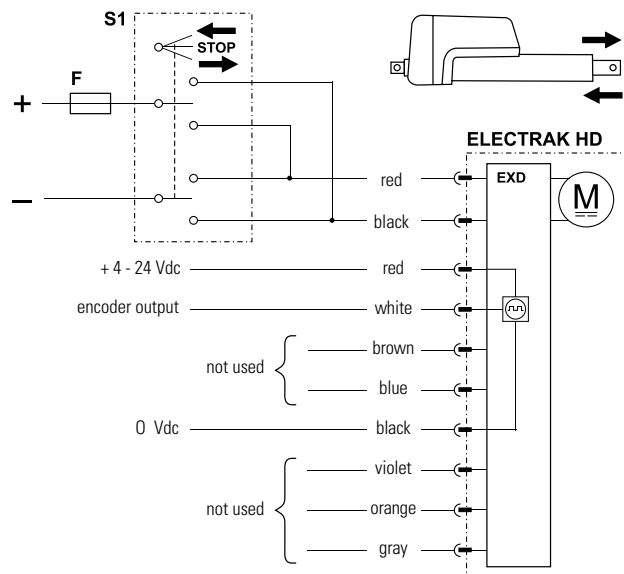 S1
STOP
F
+
–
ELECTRAK HD
EXD
M
red
black
+ 4 - 24 Vdc
red
encoder output
white
not used
brown
blue
0 Vdc
black
not used
violet
orange
gray